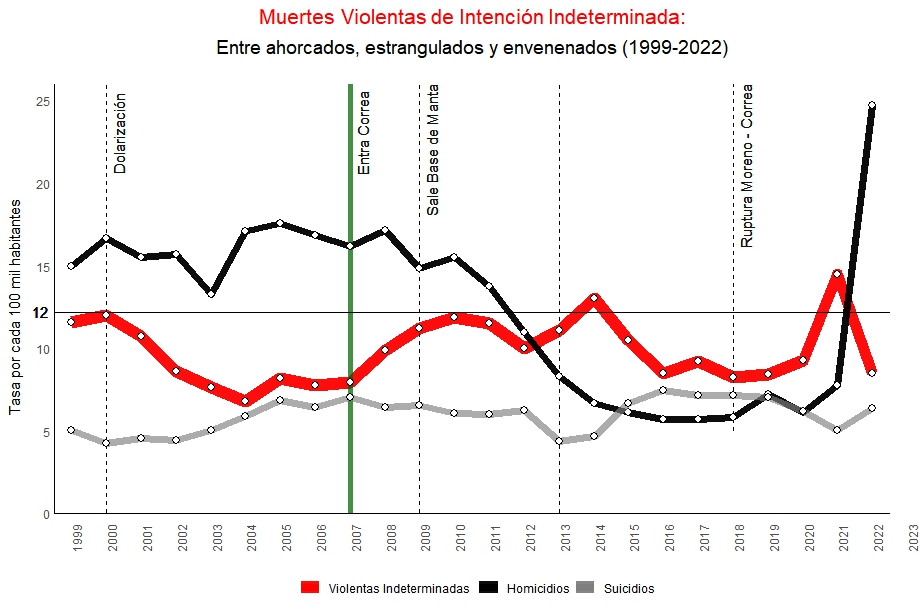 Muertes Violentas de Intención Indeterminada:
Entre ahorcados, estrangulados y envenenados (1999-2022)
Tasa por cada 100 mil habitantes
25
20
15
12
10
5
0
Dolarización
Entra Correa
Sale Base de Manta
Ruptura Moreno - Correa
1999 2000 2001 2002 2003 2004 2005 2006 2007 2008 2009 2010 2011 2012 2013 2014 2015 2016 2017 2018 2019 2020 2021 2022 2023
Violentas Indeterminadas Homicidios Suicidios